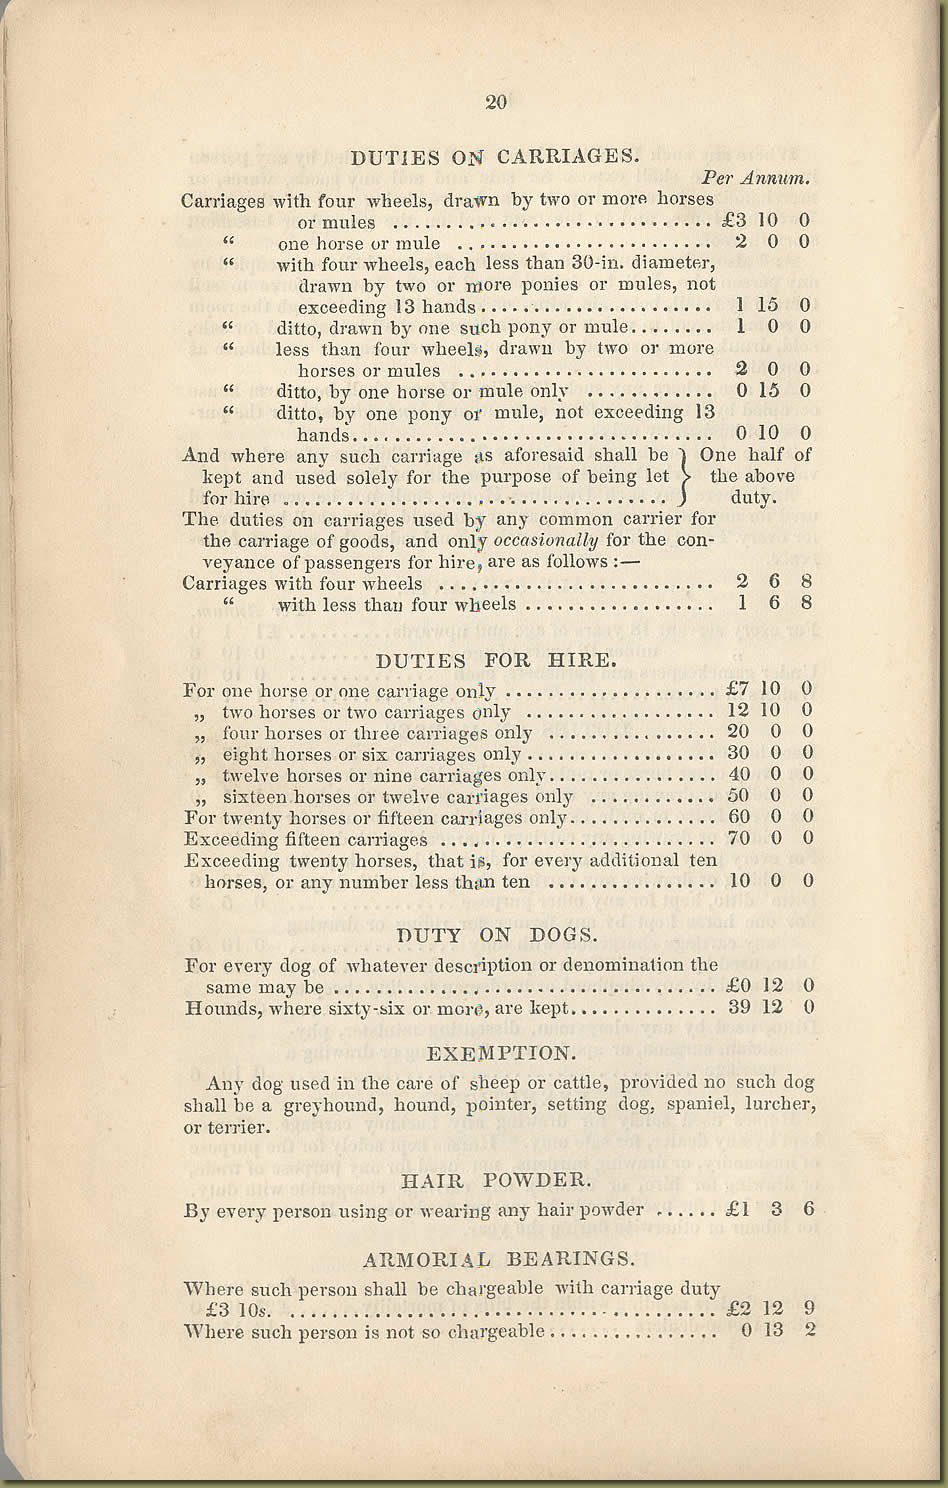 20
DUTIES ON CARRIAGES.
Per Annum.
Carriages with four wheels, drawn by two or more horses
or mules .............................. £3 10 0
“ one horse or mule ........................ 2 0 0
“ with four wheels, each less than 30-in. diameter,
drawn by two or more ponies or mules, not
exceeding 13 hands...................... 1 15 0
“ ditto, drawn by one such pony or mule........ 1 0 0
“ less than four wheels, drawn by two or more
horses or mules ........................ 2 0 0
“ ditto, by one horse or mule only ............ 0 15 0
“ ditto, by one pony or mule, not exceeding 13
hands.................................. 0 10 0
And where any such carriage as aforesaid shall be } One half of
kept and used solely for the purpose of being let } the above
for hire .................................... } duty.
The duties on carriages used by any common carrier for
the carriage of goods, and only occasionally for the con-
veyance of passengers for hire, are as follows :—
Carriages with four wheels .......................... 2 6 8
“ with less than four wheels .................. 1 6 8
DUTIES FOR HIRE.
For one horse or one carriage only .................... £7 10 0
„ two horses or two carriages only .................. 12 10 0
„ four horses or three carriages only ................ 20 0 0
„ eight horses or six carriages only.................. 30 0 0
„ twelve horses or nine carriages only................ 40 0 0
„ sixteen horses or twelve carriages only ............ 50 0 0
For twenty horses or fifteen carriages only.............. 60 0 0
Exceeding fifteen carriages .......................... 70 0 0
Exceeding twenty horses, that is, for every additional ten
horses, or any number less than ten ................ 10 0 0
DUTY ON DOGS.
For every dog of whatever description or denomination the
same may be .................................... £0 12 0
Hounds, where sixty-six or more, are kept.............. 39 12 0
EXEMPTION.
Any dog used in the care of sheep or cattle, provided no such dog
shall be a greyhound, hound, pointer, setting dog, spaniel, lurcher,
or terrier.
HAIR POWDER.
By every person using or wearing any hair powder ...... £1 3 6
ARMORIAL BEARINGS.
Where such person shall be chargeable with carriage duty
£3 10s. ........................................ £2 12 9
Where such person is not so chargeable................ 0 13 2